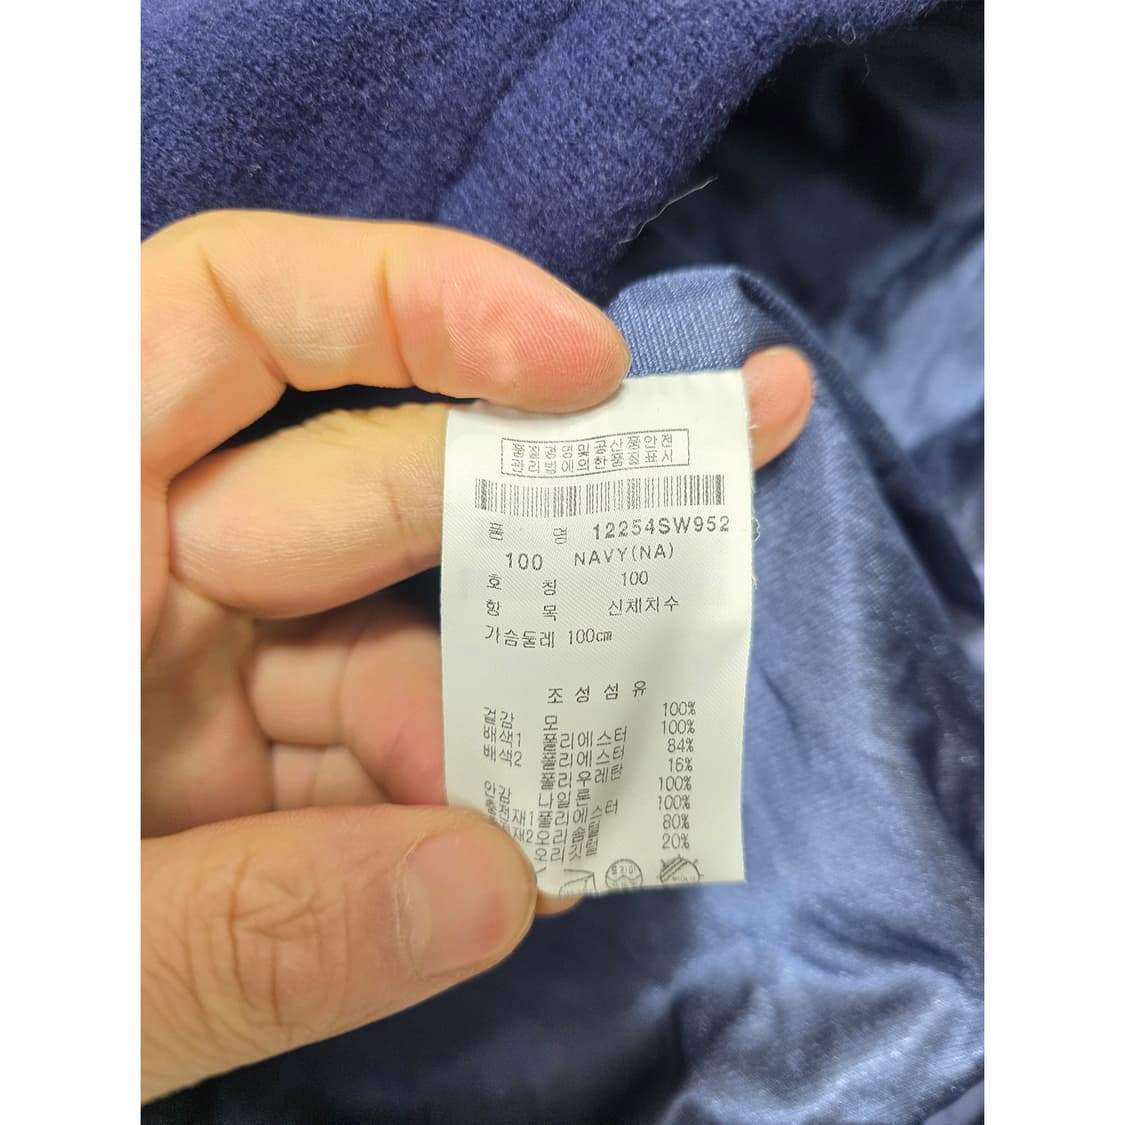 품질경영및공산품안전
관리법에의한품질표시
품 명 12254SW952
100 NAVY(NA)
호 칭 100
항 목 신체치수
가슴둘레 100cm
조 성 섬 유
겉감 모 100%
배색1 폴리에스터 100%
배색2 폴리에스터 84%
폴리우레탄 16%
안감 나일론 100%
충전재1폴리에스터 100%
재2오리솜털 80%
오리깃털 20%
드라이